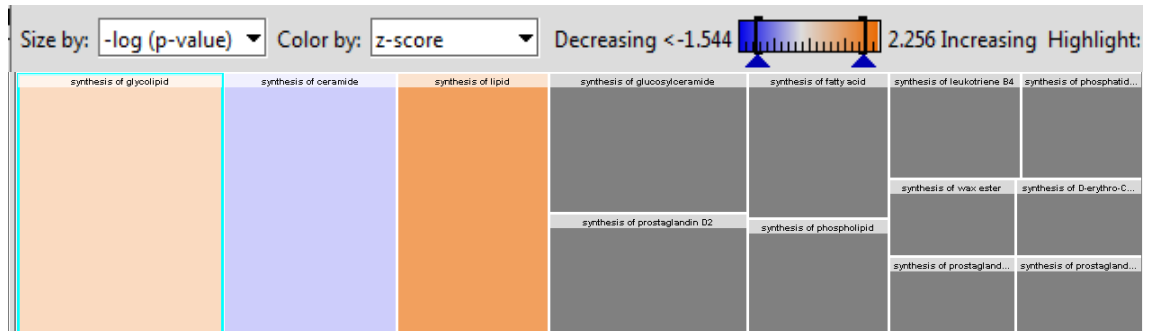 Size by: -log (p-value) Color by: z-score Decreasing <-1.544 2.256 Increasing Highlight:
synthesis of glycolipid synthesis of ceramide synthesis of lipid synthesis of glucosylceramide synthesis of fatty acid synthesis of leukotriene B4 synthesis of phosphatid...
synthesis of wax ester synthesis of D-erythro-C...
synthesis of prostaglandin D2 synthesis of phospholipid
synthesis of prostagland... synthesis of prostagland...